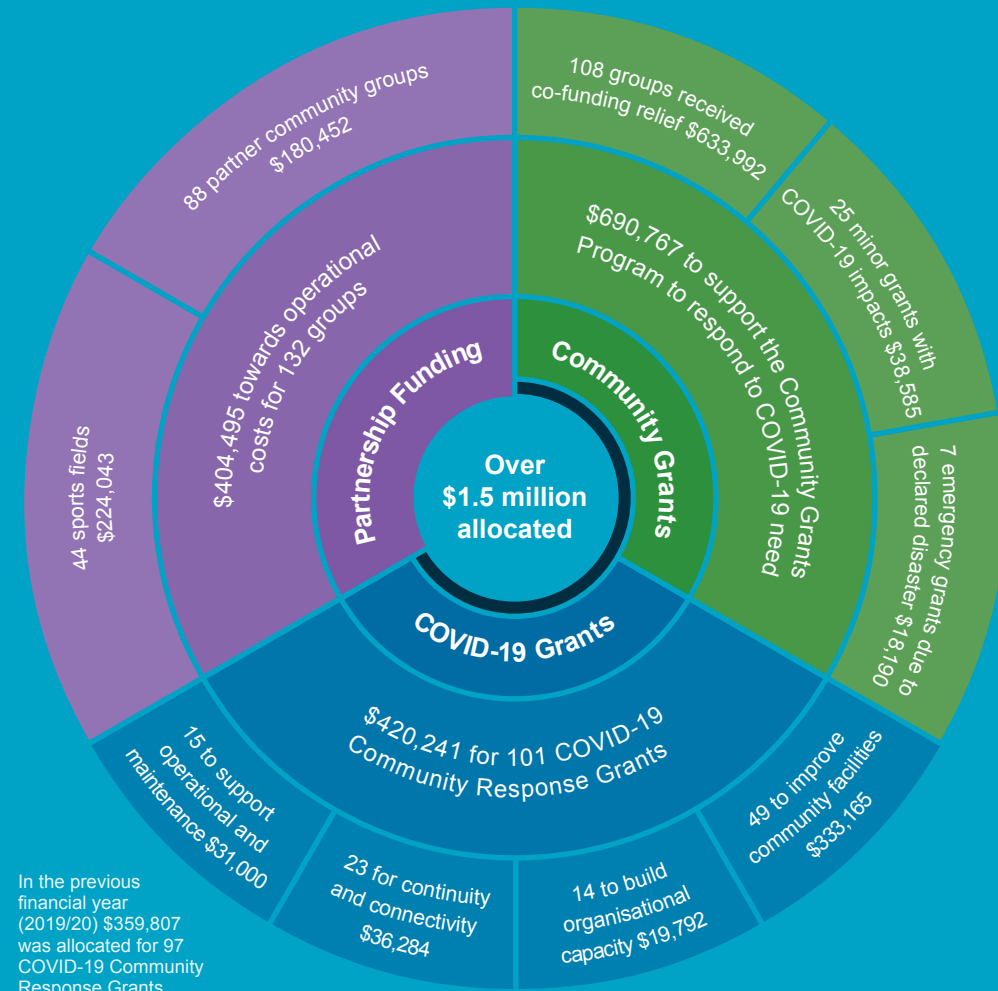 Over
$1.5 million
allocated
Partnership Funding
$404,495 towards operational
costs for 132 groups
88 partner community groups
$180,452
44 sports fields
$224,043
Community Grants
$690,767 to support the Community Grants
Program to respond to COVID-19 need
108 groups received
co-funding relief $633,992
25 minor grants with
COVID-19 impacts $38,585
7 emergency grants due to
declared disaster $18,190
COVID-19 Grants
$420,241 for 101 COVID-19
Community Response Grants
15 to support
operational and
maintenance $31,000
23 for continuity
and connectivity
$36,284
14 to build
organisational
capacity $19,792
49 to improve
community facilities
$333,165
In the previous
financial year
(2019/20) $359,807
was allocated for 97
COVID-19 Community
Response Grants